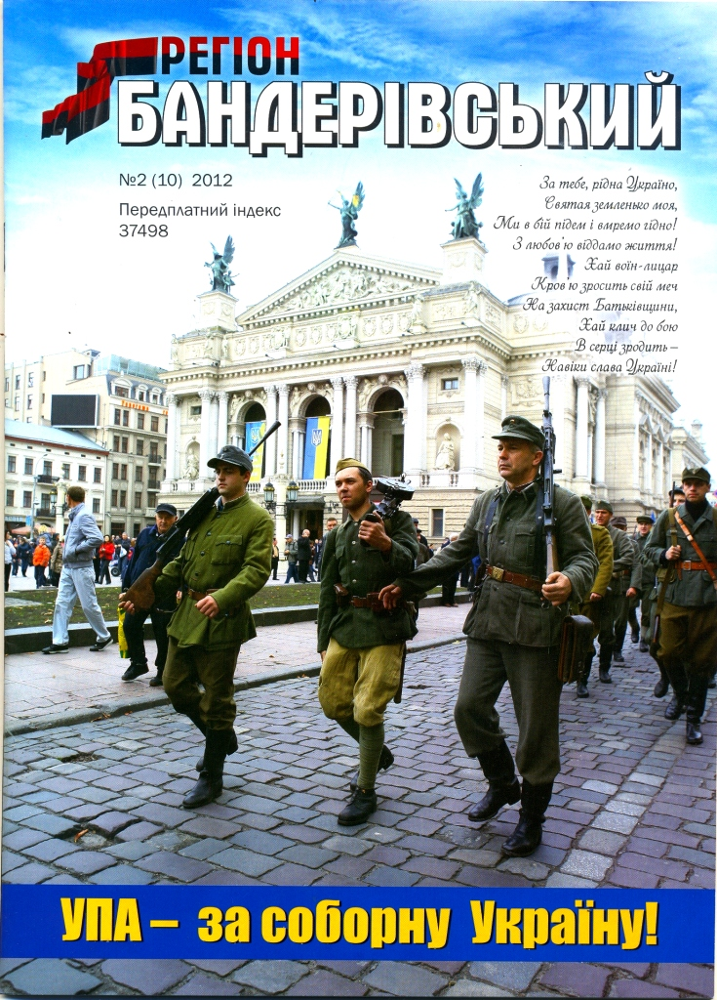 РЕГІОН
БАНДЕРІВСЬКИЙ
№2 (10) 2012
Передплатний індекс
37498
За тебе, рідна Україно,
Святая земленько моя,
Ми в бій підем і вмремо гідно!
З любов'ю віддамо життя!
Хай воїн-лицар
Кров'ю зросить свій меч
На захист Батьківщини,
Хай клич до бою
В серці зродить –
Навіки слава Україні!
УПА – за соборну Україну!